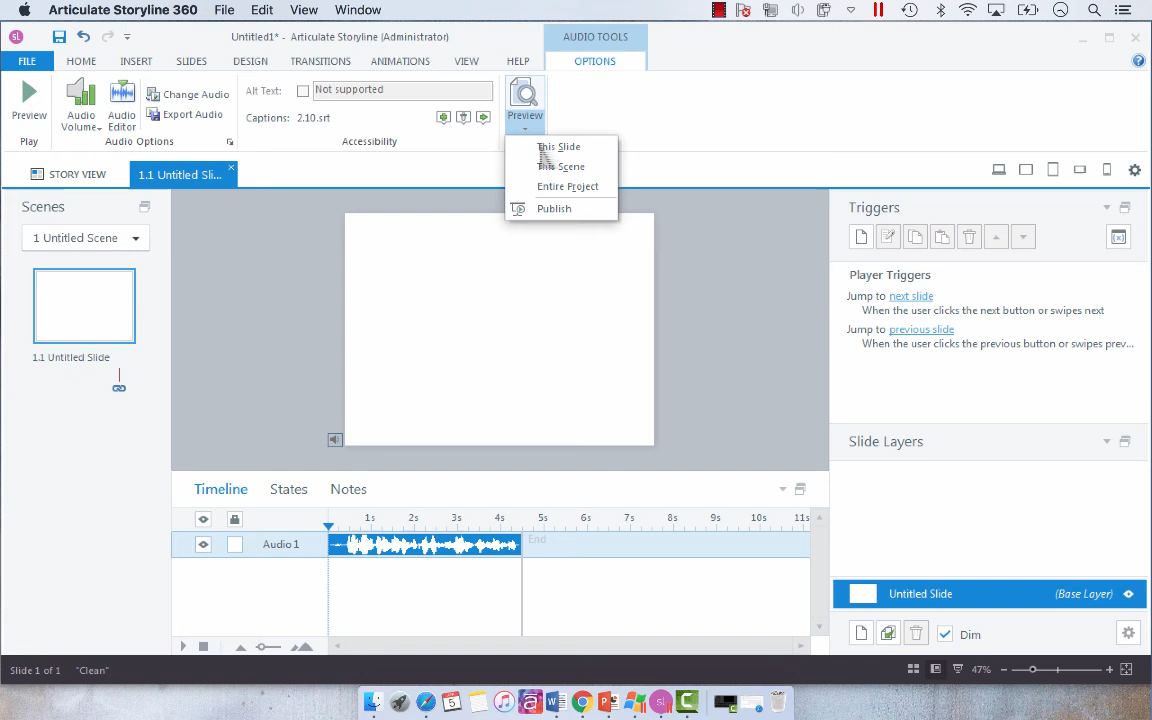 Articulate Storyline 360 File Edit View Window
Untitled1* - Articulate Storyline (Administrator)
AUDIO TOOLS
FILE HOME INSERT SLIDES DESIGN TRANSITIONS ANIMATIONS VIEW HELP OPTIONS
Preview
Play
Audio Volume
Audio Editor
Change Audio
Export Audio
Audio Options
Alt Text: Not supported
Captions: 2.10.srt
Accessibility
Preview
This Slide
This Scene
Entire Project
Publish
STORY VIEW
1.1 Untitled Sli...
Scenes
1 Untitled Scene
1.1 Untitled Slide
Triggers
Player Triggers
Jump to next slide
When the user clicks the next button or swipes next
Jump to previous slide
When the user clicks the previous button or swipes prev...
Slide Layers
Timeline States Notes
1s 2s 3s 4s 5s 6s 7s 8s 9s 10s 11s
Audio 1
End
Untitled Slide (Base Layer)
Dim
Slide 1 of 1 "Clean" 47%